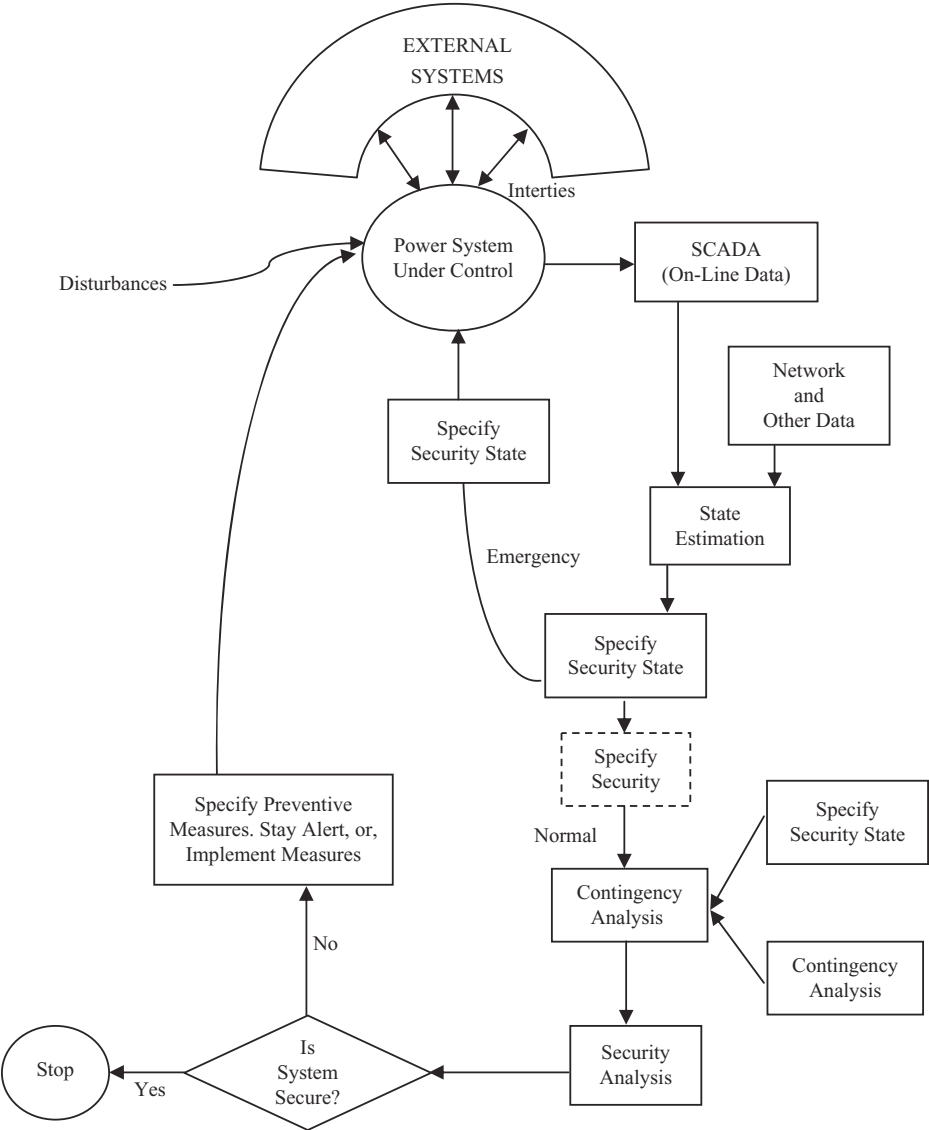 EXTERNAL
SYSTEMS
Interties
Power System
Under Control
SCADA
(On-Line Data)
Disturbances
Network
and
Other Data
Specify
Security State
State
Estimation
Emergency
Specify
Security State
Specify
Security
Specify Preventive
Measures. Stay Alert, or,
Implement Measures
Normal
Specify
Security State
Contingency
Analysis
No
Contingency
Analysis
Is
System
Secure?
Security
Analysis
Stop
Yes